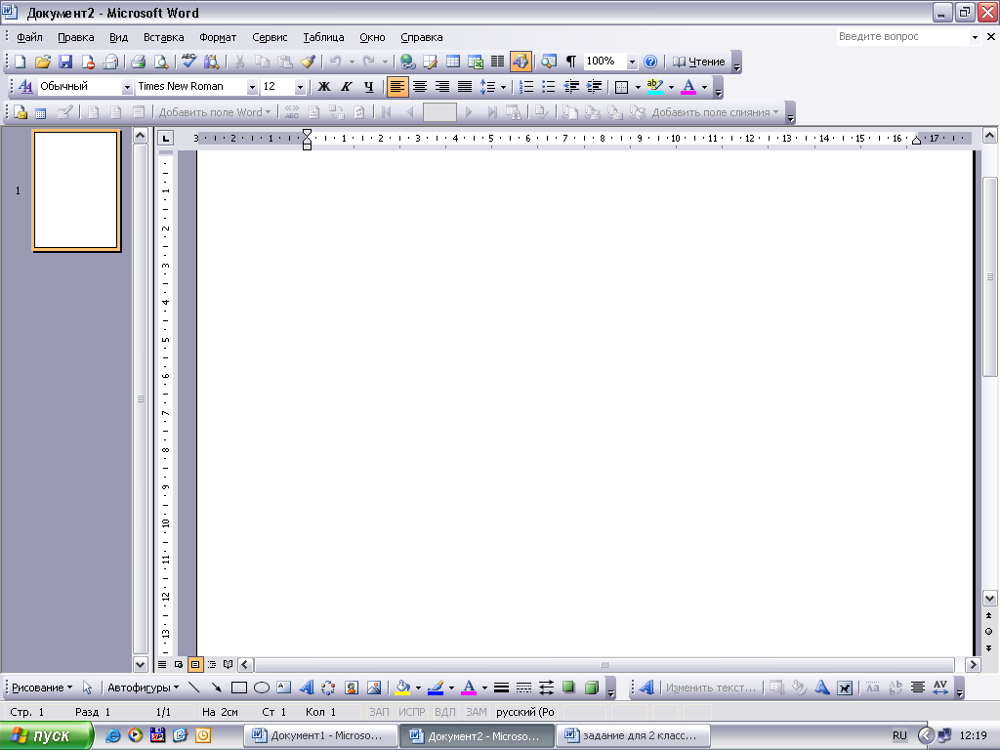 Документ2 - Microsoft Word
Файл Правка Вид Вставка Формат Сервис Таблица Окно Справка Введите вопрос
100% Чтение
Обычный Times New Roman 12 Ж К Ч
Добавить поле Word Добавить поле слияния
3 2 1 1 2 3 4 5 6 7 8 9 10 11 12 13 14 15 16 17
1
1
2
3
4
5
6
7
8
9
10
11
12
13
Рисование Автофигуры Изменить текст...
Стр. 1 Разд 1 1/1 На 2см Ст 1 Кол 1 ЗАП ИСПР ВДЛ ЗАМ русский (Ро
пуск Документ1 - Microso... Документ2 - Microso... задание для 2 класс... RU 12:19